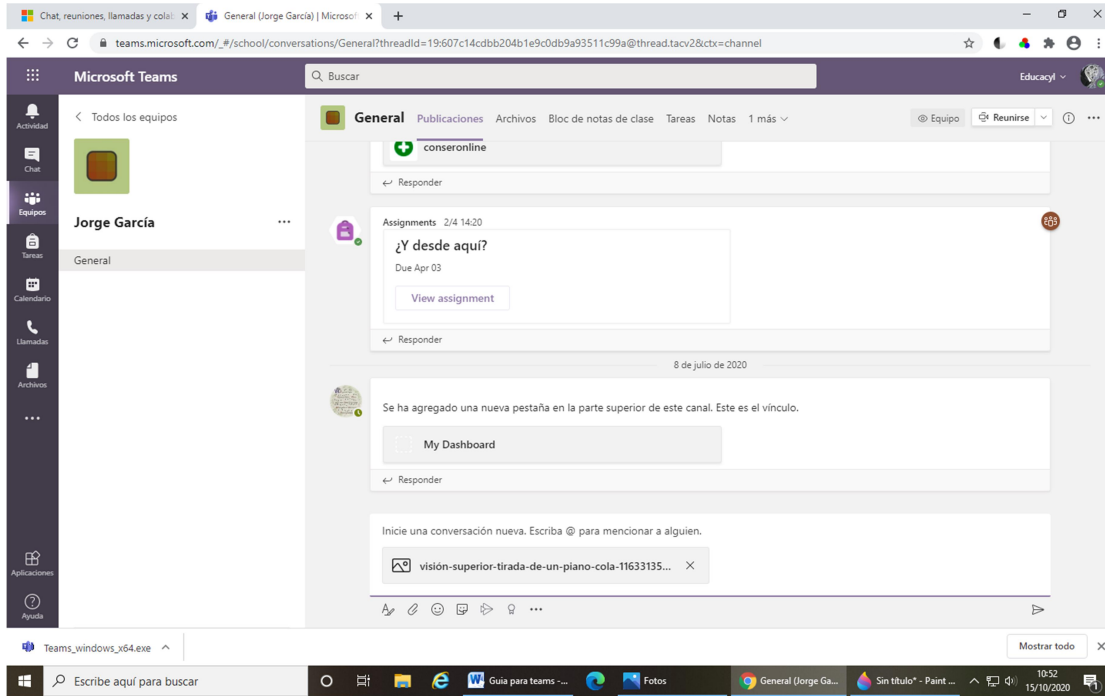 Chat, reuniones, llamadas y colab
General (Jorge García) | Microsof
teams.microsoft.com/_#/school/conversations/General?threadId=19:607c14cdbb204b1e9c0db9a93511c99a@thread.tacv2&ctx=channel
Microsoft Teams
Buscar
Educacyl
Actividad
Chat
Equipos
Tareas
Calendario
Llamadas
Archivos
Aplicaciones
Ayuda
Todos los equipos
Jorge García
General
General Publicaciones Archivos Bloc de notas de clase Tareas Notas 1 más
Equipo
Reunirse
conseronline
Responder
Assignments 2/4 14:20
¿Y desde aquí?
Due Apr 03
View assignment
Responder
8 de julio de 2020
Se ha agregado una nueva pestaña en la parte superior de este canal. Este es el vínculo.
My Dashboard
Responder
Inicie una conversación nueva. Escriba @ para mencionar a alguien.
visión-superior-tirada-de-un-piano-cola-11633135...
Teams_windows_x64.exe
Mostrar todo
Escribe aquí para buscar
Guia para teams -...
Fotos
General (Jorge Ga...
Sin título* - Paint ...
10:52
15/10/2020